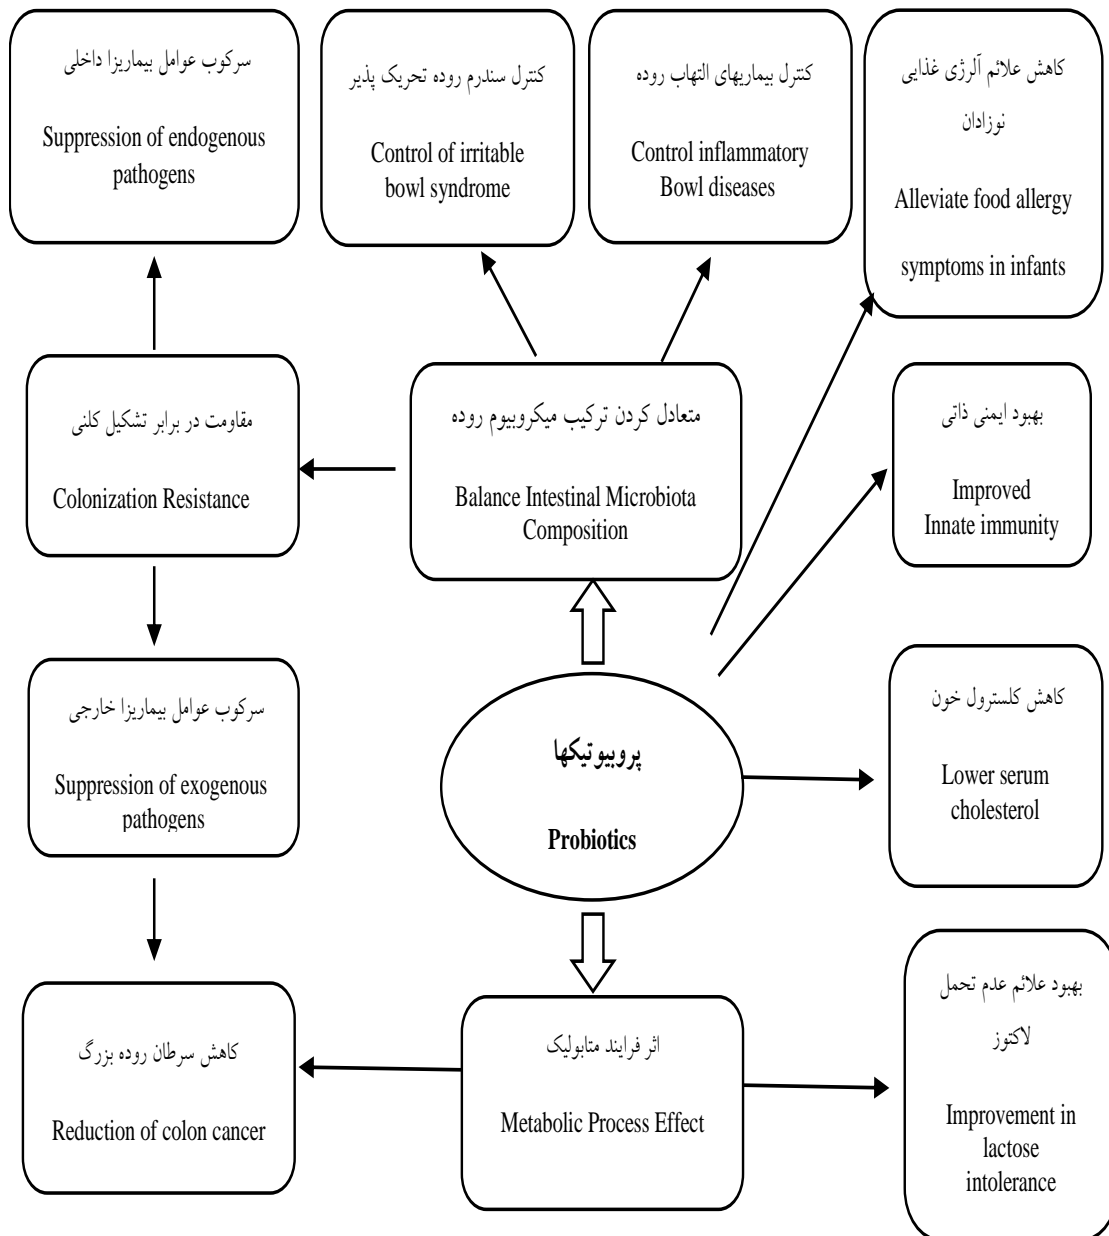 سرکوب عوامل بیماریزا داخلی
Suppression of endogenous
pathogens
کنترل سندرم روده تحریک پذیر
Control of irritable
bowl syndrome
کنترل بیماریهای التهاب روده
Control inflammatory
Bowl diseases
کاهش علائم آلرژی غذایی
نوزادان
Alleviate food allergy
symptoms in infants
مقاومت در برابر تشکیل کلنی
Colonization Resistance
متعادل کردن ترکیب میکروبیوم روده
Balance Intestinal Microbiota
Composition
بهبود ایمنی ذاتی
Improved
Innate immunity
سرکوب عوامل بیماریزا خارجی
Suppression of exogenous
pathogens
پروبیوتیکها
Probiotics
کاهش کلسترول خون
Lower serum
cholesterol
کاهش سرطان روده بزرگ
Reduction of colon cancer
اثر فرایند متابولیک
Metabolic Process Effect
بهبود علائم عدم تحمل
لاکتوز
Improvement in
lactose
intolerance